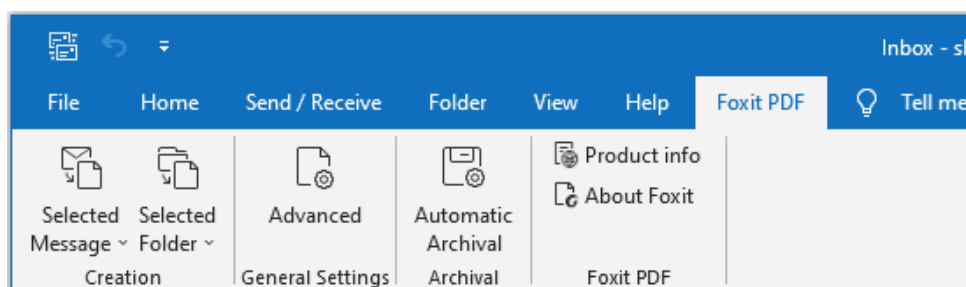 Inbox - s
File Home Send / Receive Folder View Help Foxit PDF Tell me
Selected Message Selected Folder Advanced Automatic Archival Product info
About Foxit
Creation General Settings Archival Foxit PDF